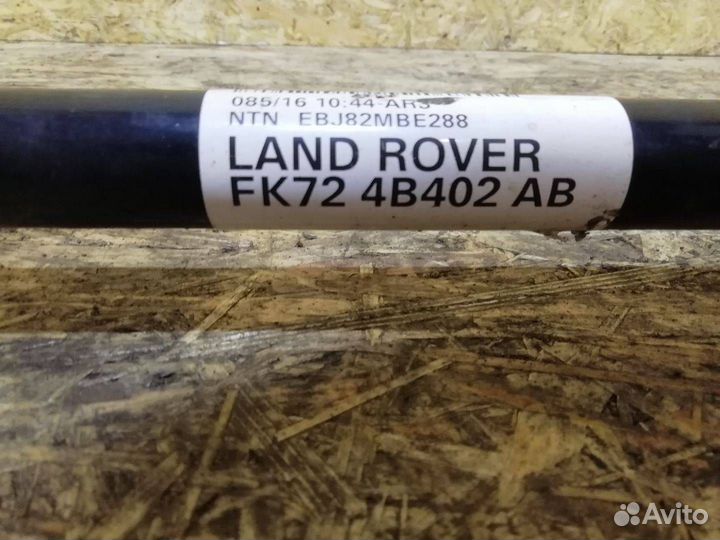 085/16 10:44-AR3
NTN EBJ82MBE288
LAND ROVER
FK72 4B402 AB
Avito